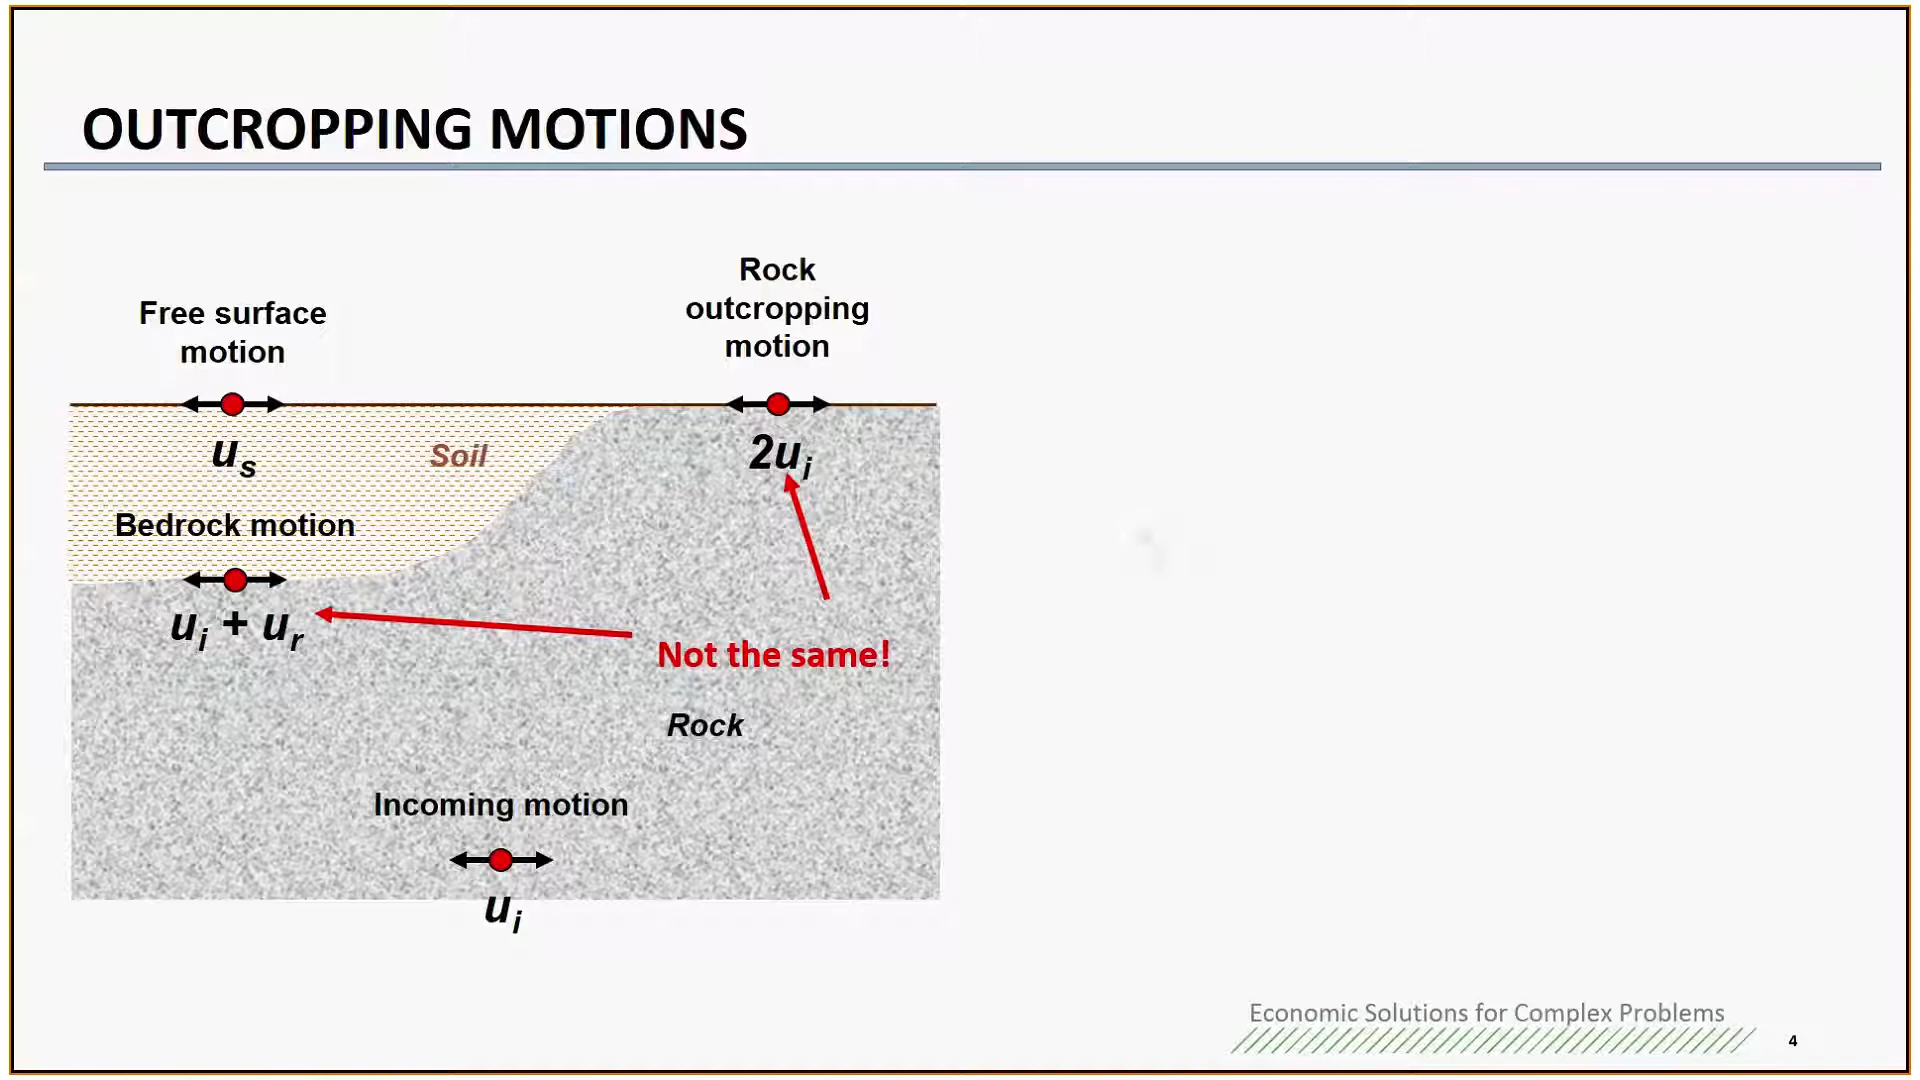 OUTCROPPING MOTIONS
Rock
outcropping
motion
Free surface
motion
u_s
Soil
2u_i
Bedrock motion
u_i + u_r
Not the same!
Rock
Incoming motion
u_i
Economic Solutions for Complex Problems
4